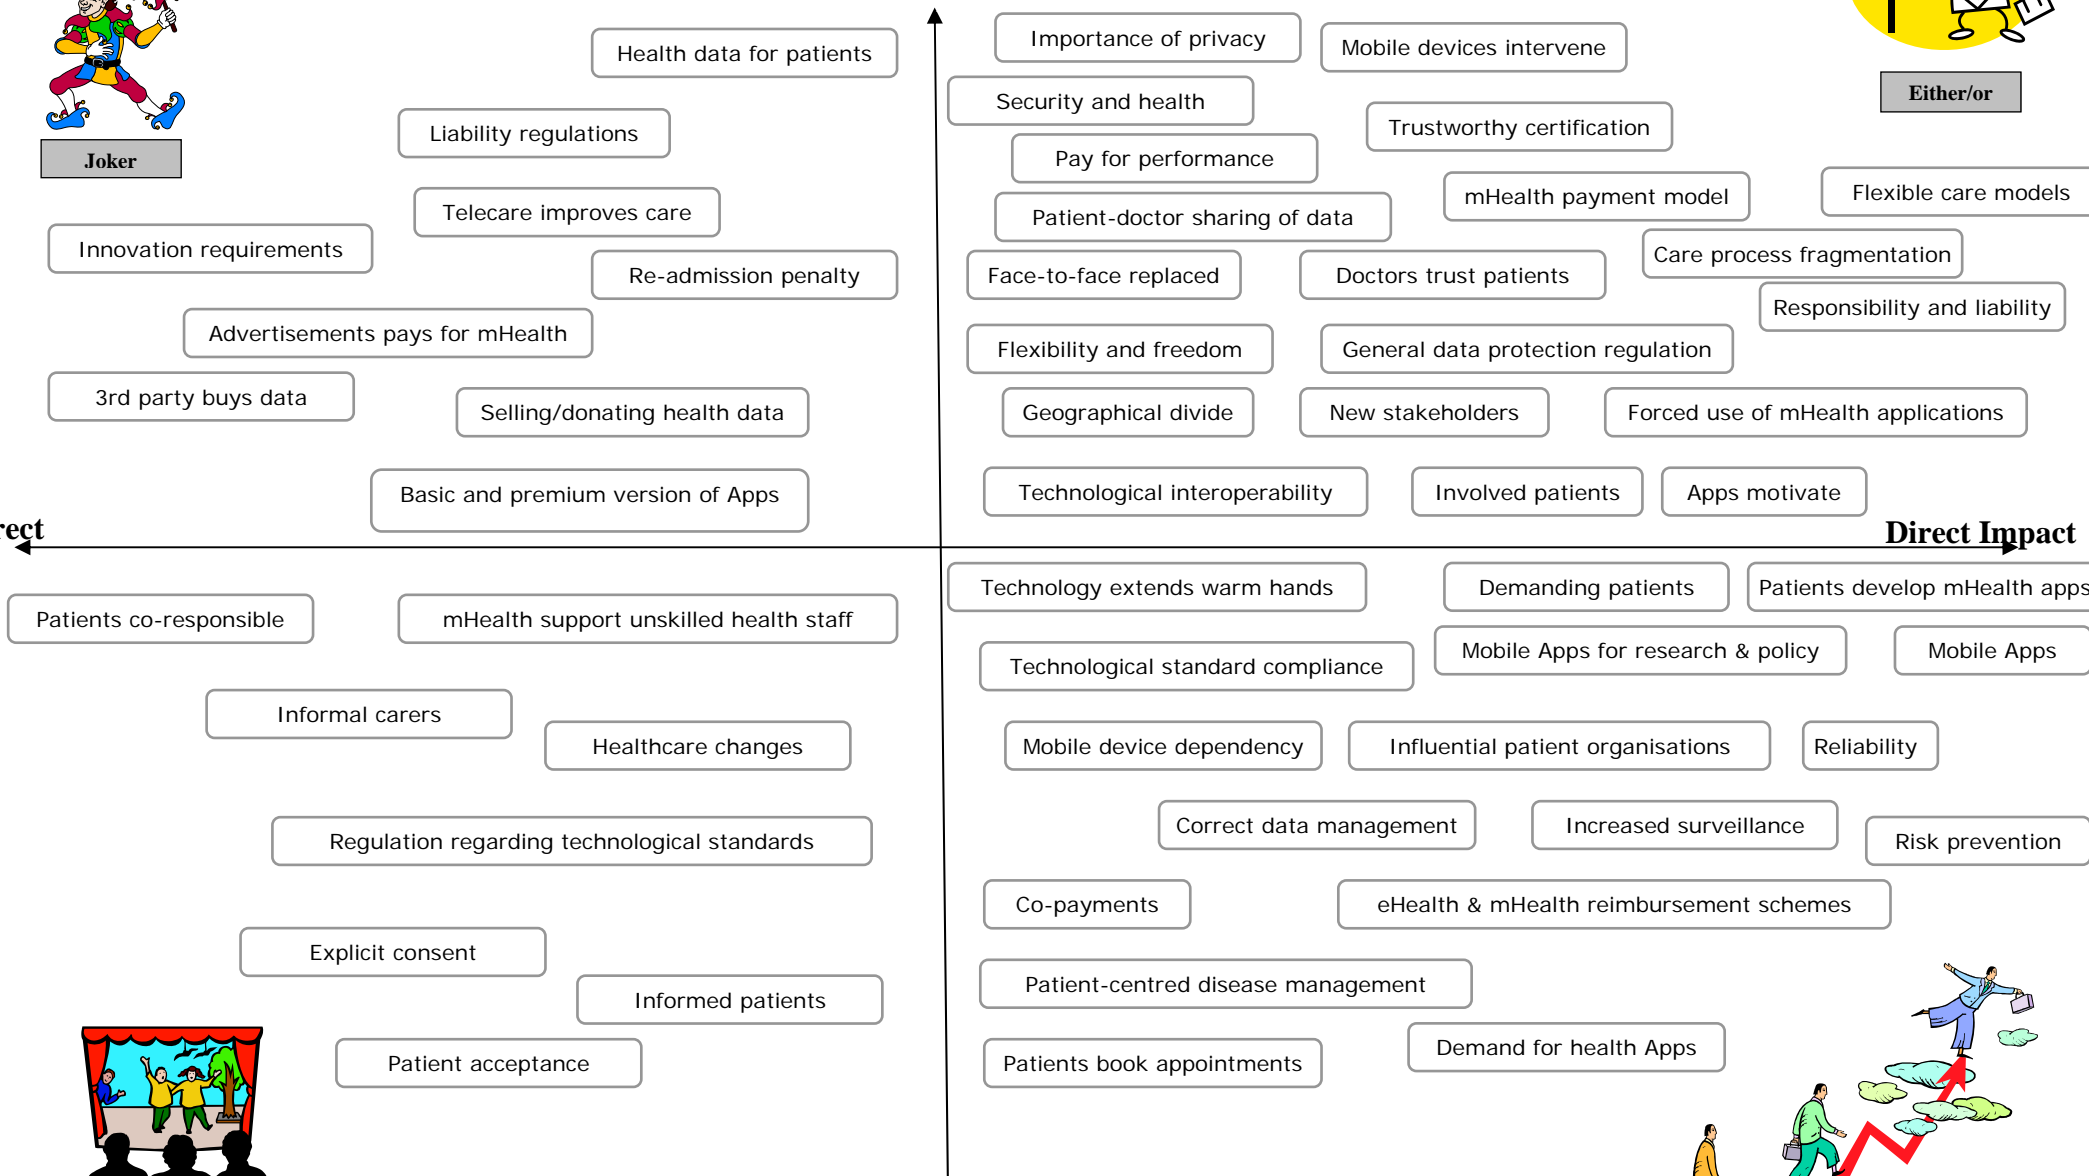 Joker
Health data for patients
Liability regulations
Telecare improves care
Innovation requirements
Re-admission penalty
Advertisements pays for mHealth
3rd party buys data
Selling/donating health data
Basic and premium version of Apps
Importance of privacy
Mobile devices intervene
Either/or
Security and health
Trustworthy certification
Pay for performance
mHealth payment model
Flexible care models
Patient-doctor sharing of data
Care process fragmentation
Face-to-face replaced
Doctors trust patients
Responsibility and liability
Flexibility and freedom
General data protection regulation
Geographical divide
New stakeholders
Forced use of mHealth applications
Technological interoperability
Involved patients
Apps motivate
rect
Direct Impact
Patients co-responsible
mHealth support unskilled health staff
Informal carers
Healthcare changes
Regulation regarding technological standards
Explicit consent
Informed patients
Patient acceptance
Technology extends warm hands
Demanding patients
Patients develop mHealth apps
Technological standard compliance
Mobile Apps for research & policy
Mobile Apps
Mobile device dependency
Influential patient organisations
Reliability
Correct data management
Increased surveillance
Risk prevention
Co-payments
eHealth & mHealth reimbursement schemes
Patient-centred disease management
Demand for health Apps
Patients book appointments